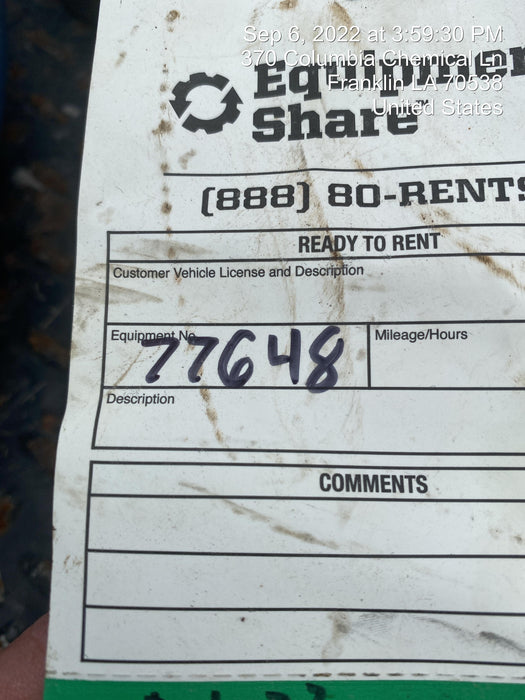 Sep 6, 2022 at 3:59:30 PM
370 Columbia Chemical Ln
Franklin LA 70538
United States
Equipmen
Share
(888) 80-RENTS
READY TO RENT
Customer Vehicle License and Description
Equipment No.
77648
Mileage/Hours
Description
COMMENTS